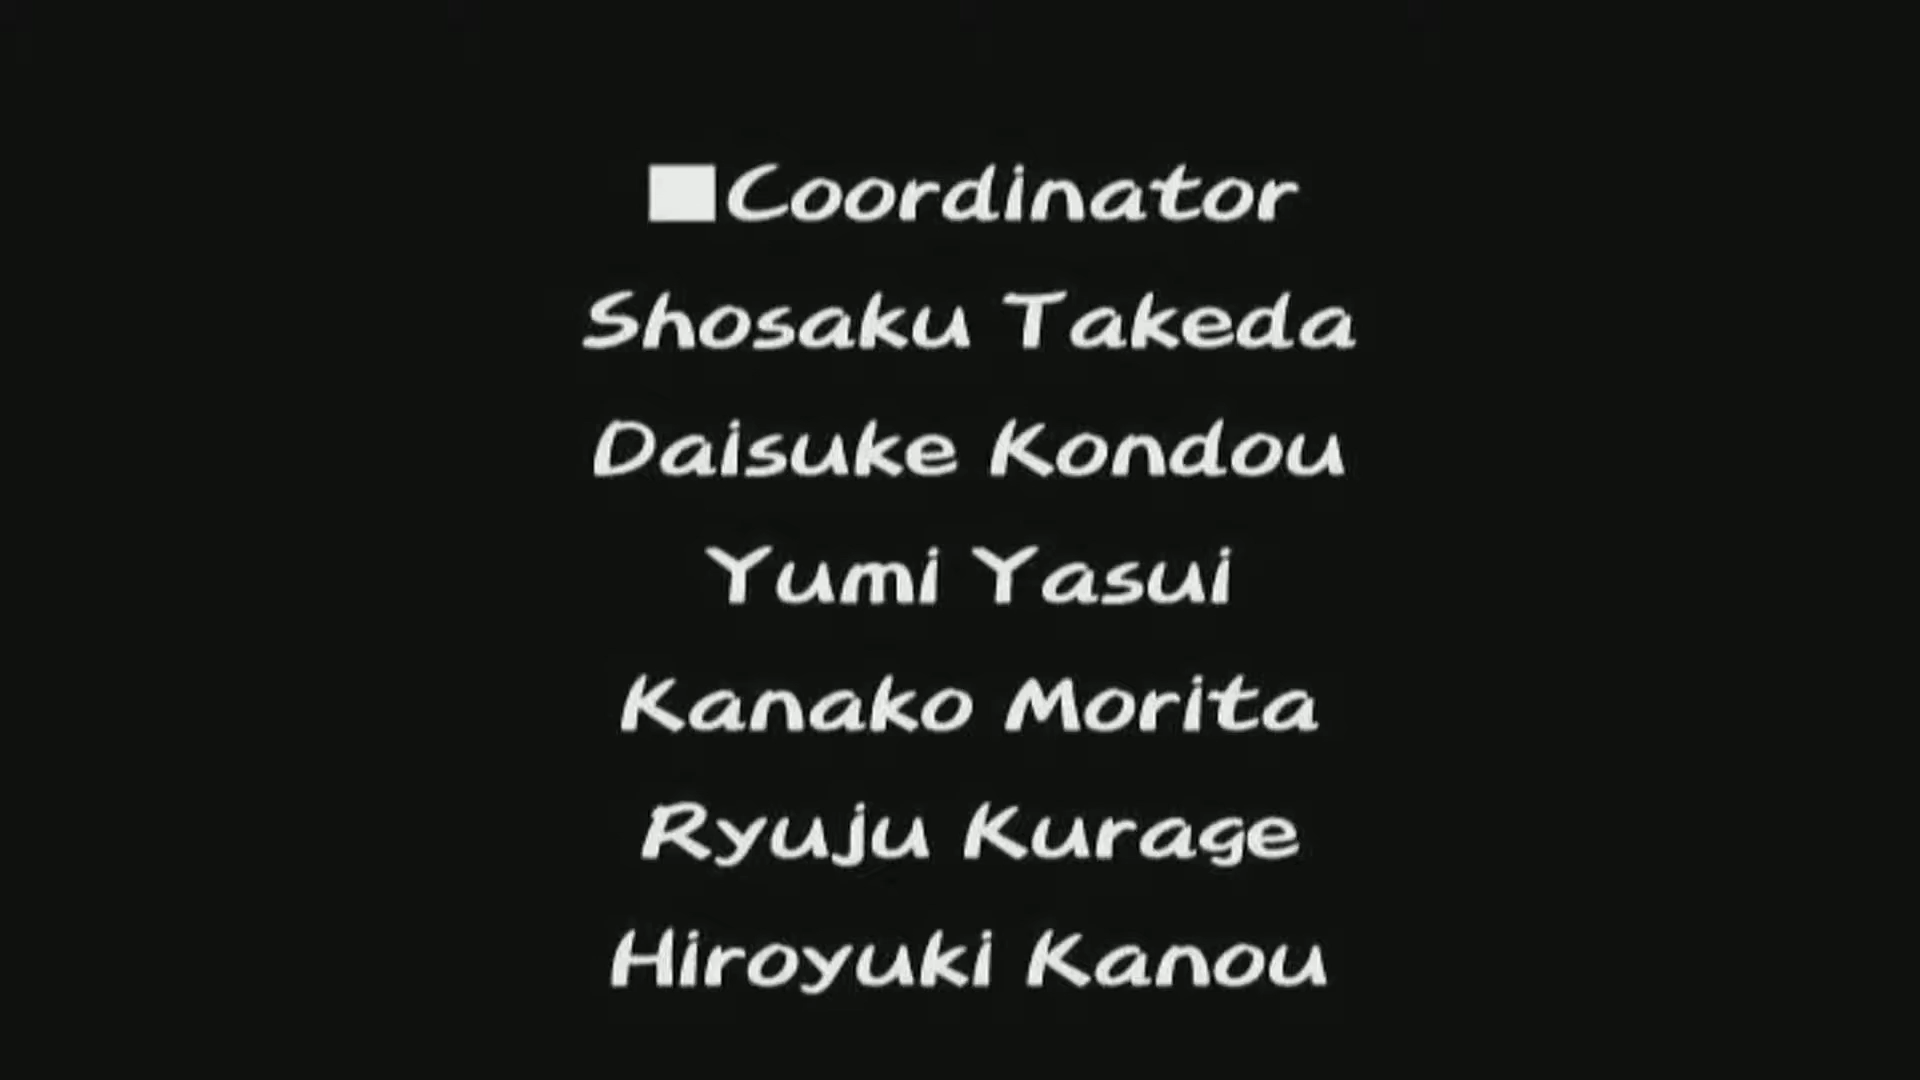 ■Coordinator
Shosaku Takeda
Daisuke Kondou
Yumi Yasui
Kanako Morita
Ryuju Kurage
Hiroyuki Kanou